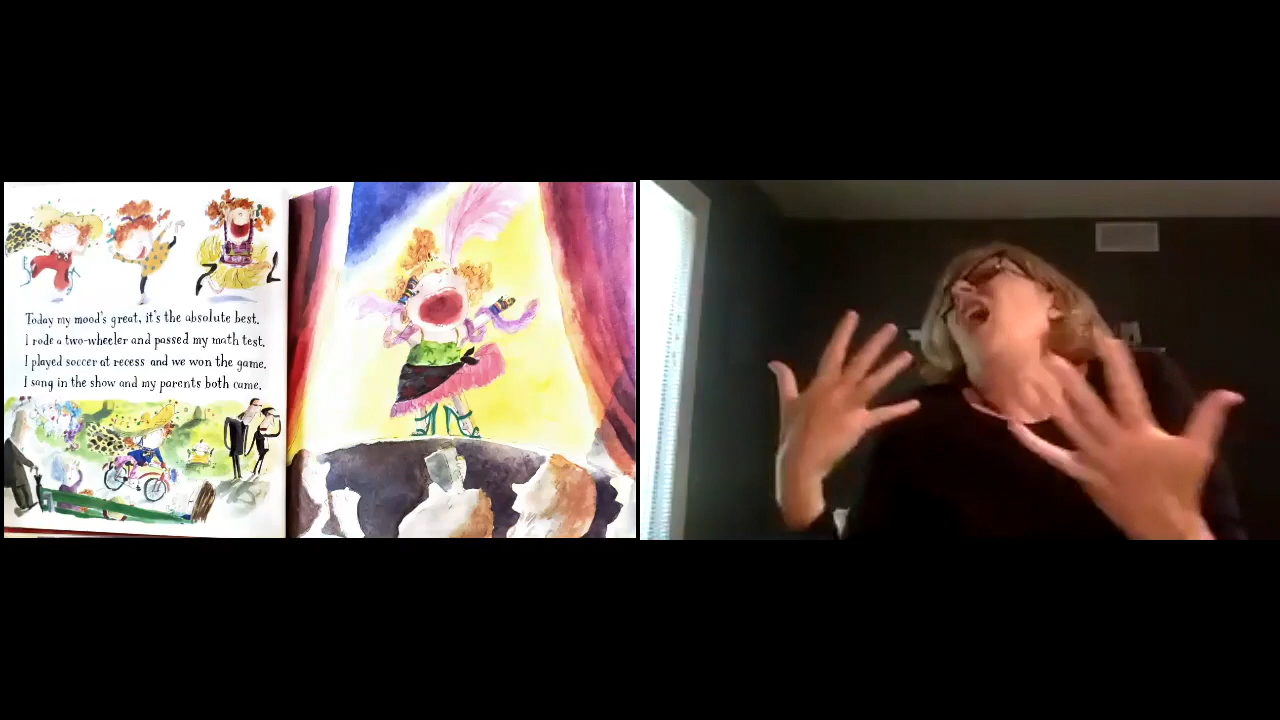 Today my mood's great, it's the absolute best.
I rode a two-wheeler and passed my math test.
I played soccer at recess and we won the game.
I sang in the show and my parents both came.